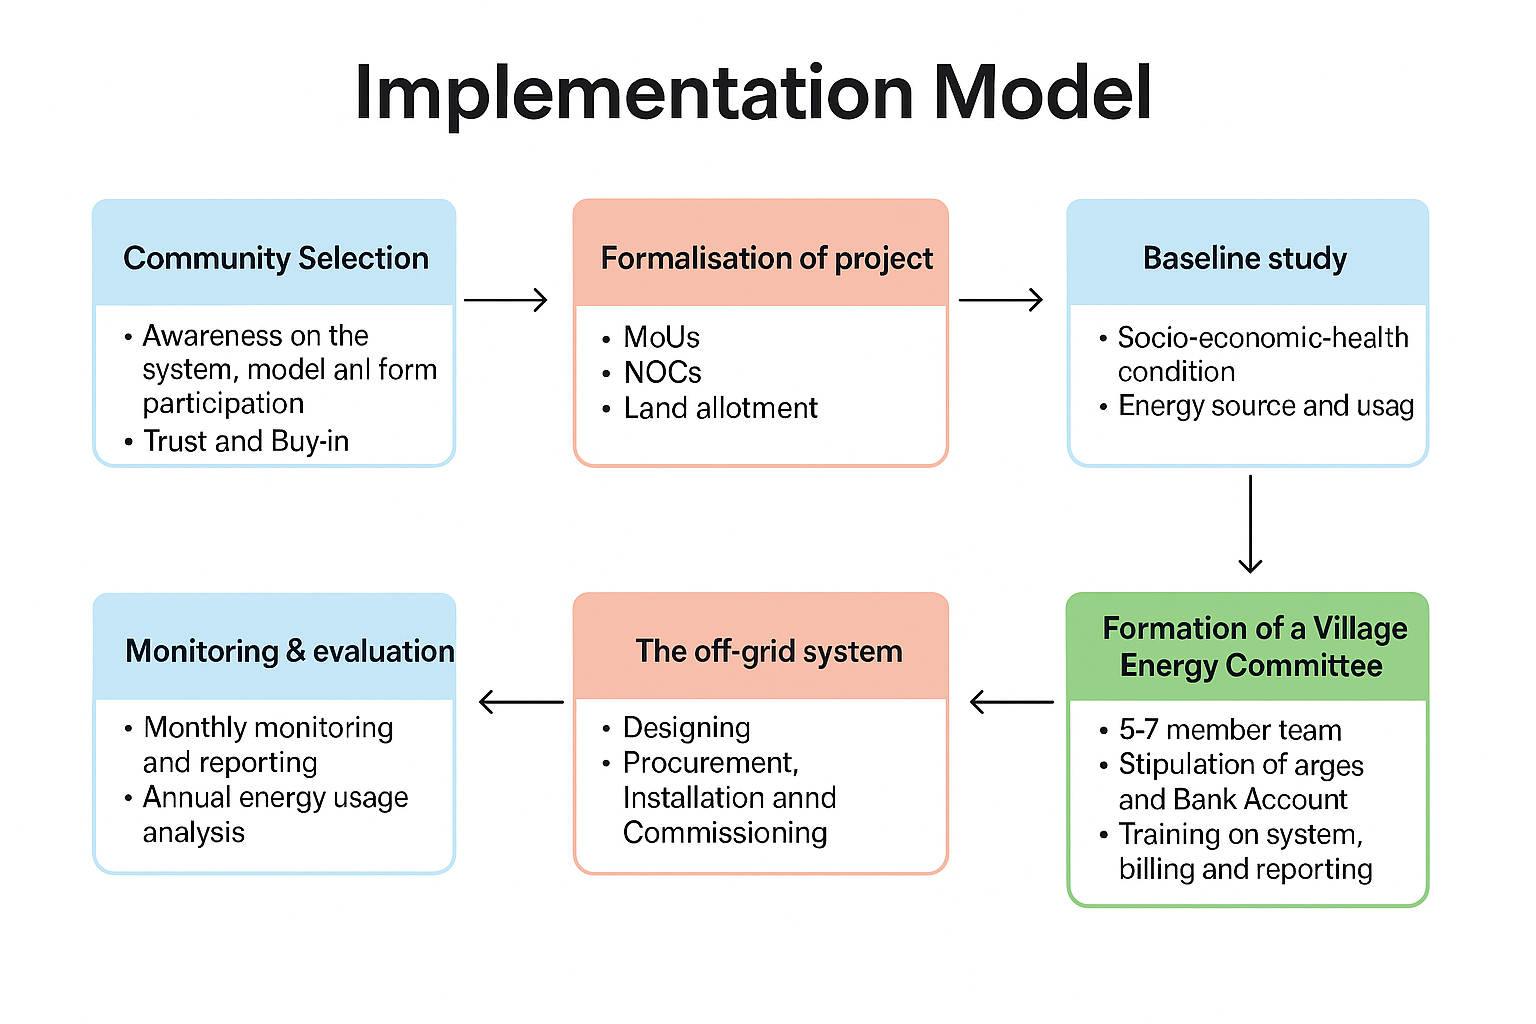 Implementation Model
Community Selection
• Awareness on the
system, model anl form
participation
• Trust and Buy-in
Formalisation of project
• MoUs
• NOCs
• Land allotment
Baseline study
• Socio-economic-health
condition
• Energy source and usag
Formation of a Village
Energy Committee
• 5-7 member team
• Stipulation of arges
and Bank Account
• Training on system,
billing and reporting
The off-grid system
• Designing
• Procurement,
Installation annd
Commissioning
Monitoring & evaluation
• Monthly monitoring
and reporting
• Annual energy usage
analysis